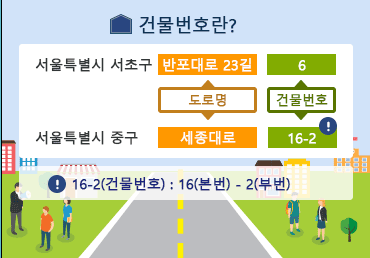 건물번호란?
서울특별시 서초구 반포대로 23길 6
도로명 건물번호
서울특별시 중구 세종대로 16-2
16-2(건물번호) : 16(본번) - 2(부번)